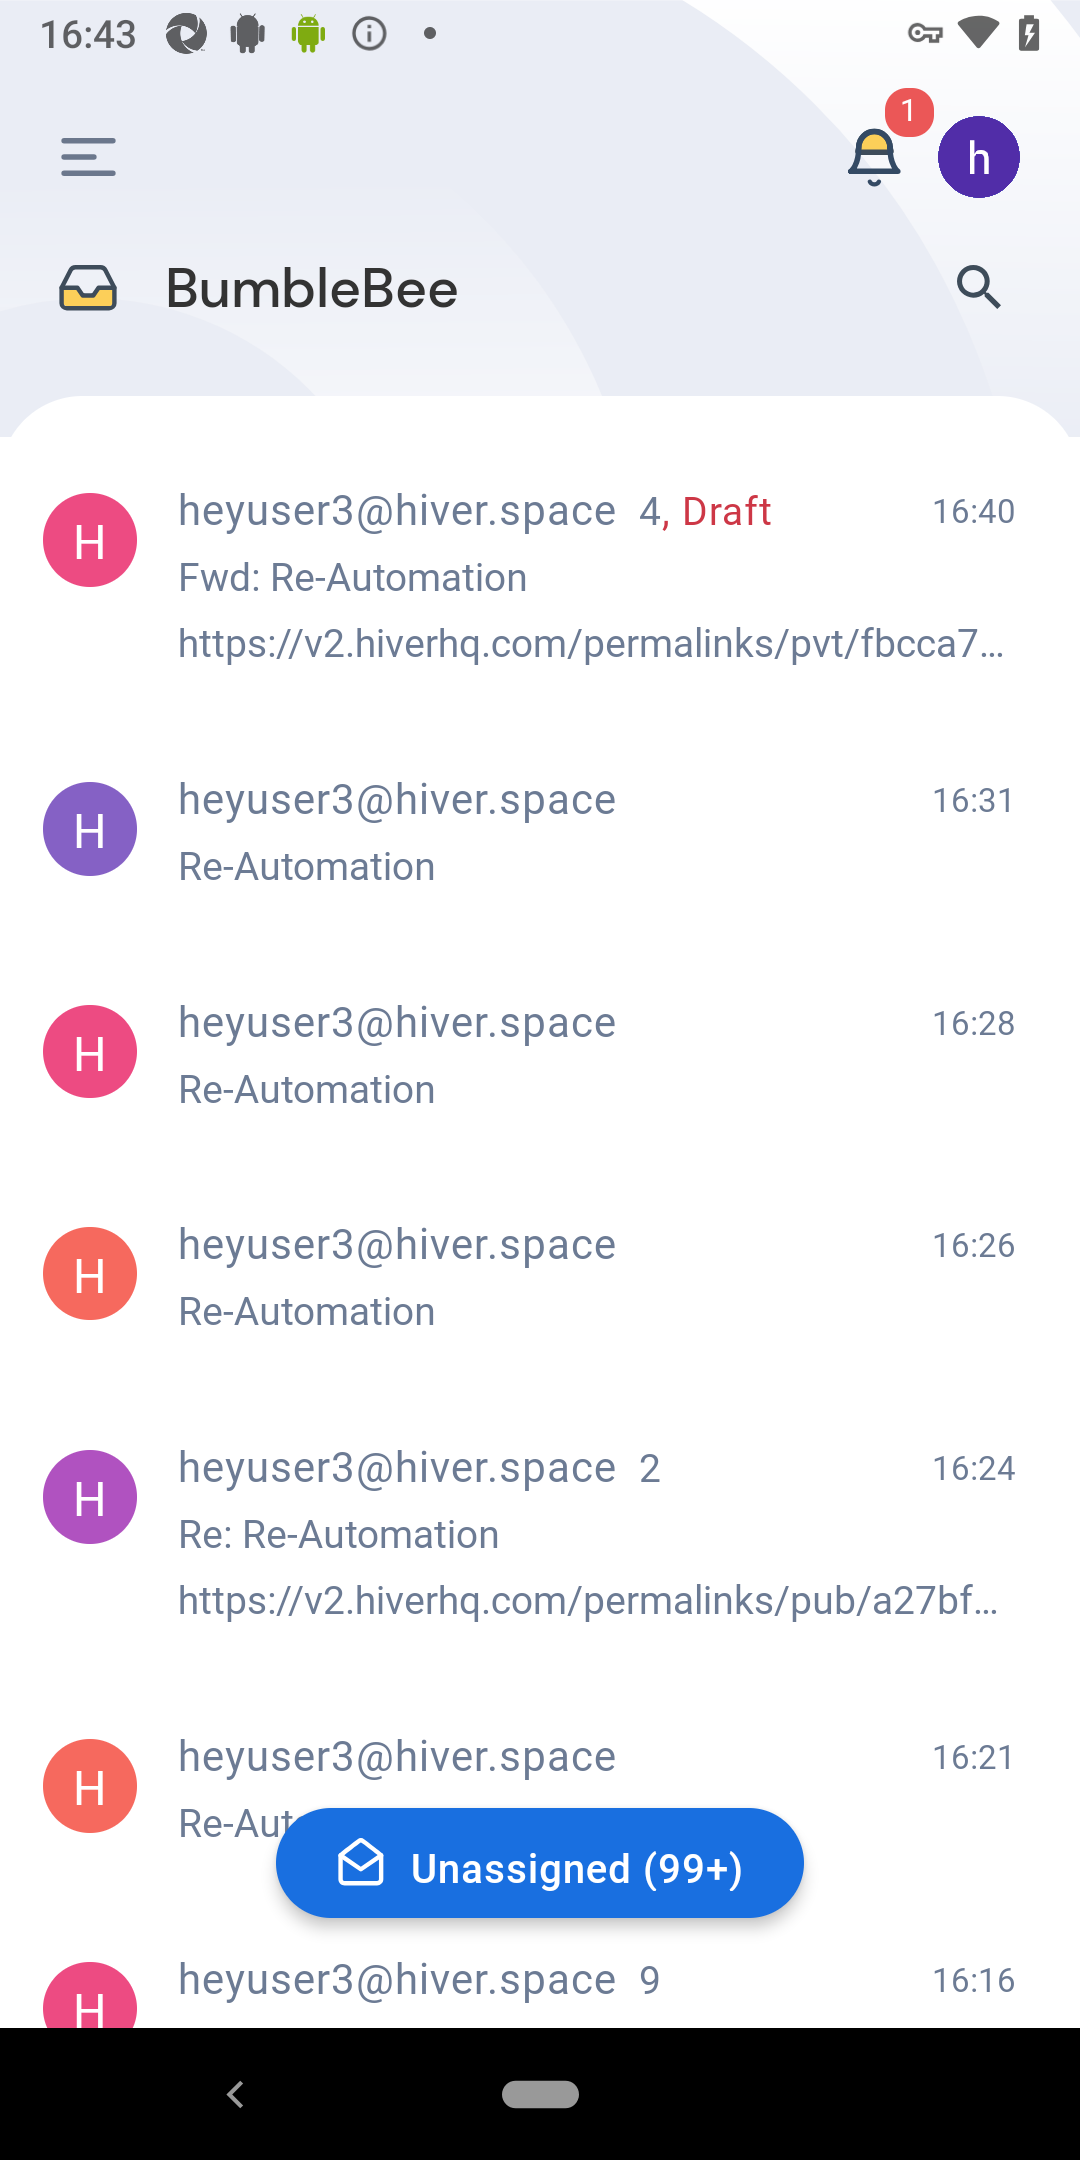 16:43
1
h
BumbleBee
H
heyuser3@hiver.space 4, Draft 16:40
Fwd: Re-Automation
https://v2.hiverhq.com/permalinks/pvt/fbcca7…
H
heyuser3@hiver.space 16:31
Re-Automation
H
heyuser3@hiver.space 16:28
Re-Automation
H
heyuser3@hiver.space 16:26
Re-Automation
H
heyuser3@hiver.space 2 16:24
Re: Re-Automation
https://v2.hiverhq.com/permalinks/pub/a27bf…
H
heyuser3@hiver.space 16:21
Re-Aut
Unassigned (99+)
H
heyuser3@hiver.space 9 16:16